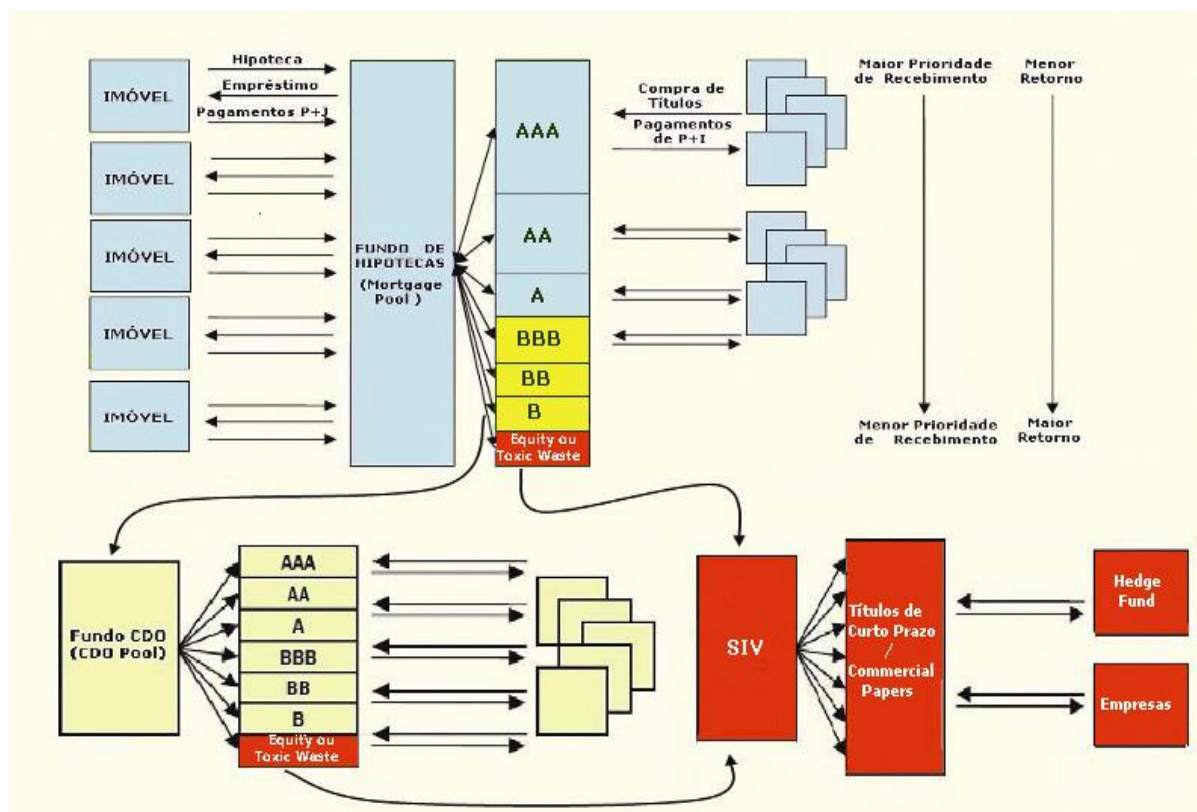 Hipoteca
Empréstimo
Pagamentos P+J
IMÓVEL
IMÓVEL
IMÓVEL
IMÓVEL
IMÓVEL
FUNDO DE
HIPOTECAS
(Mortgage
Pool )
AAA
AA
A
BBB
BB
B
Equity ou
Toxic Waste
Compra de
Títulos
Pagamentos
de P+I
Maior Prioridade
de Recebimento
Menor
Retorno
Menor Prioridade
de Recebimento
Maior
Retorno
Fundo CDO
(CDO Pool)
AAA
AA
A
BBB
BB
B
Equity ou
Toxic Waste
SIV
Títulos de
Curto Prazo
/
Commercial
Papers
Hedge
Fund
Empresas